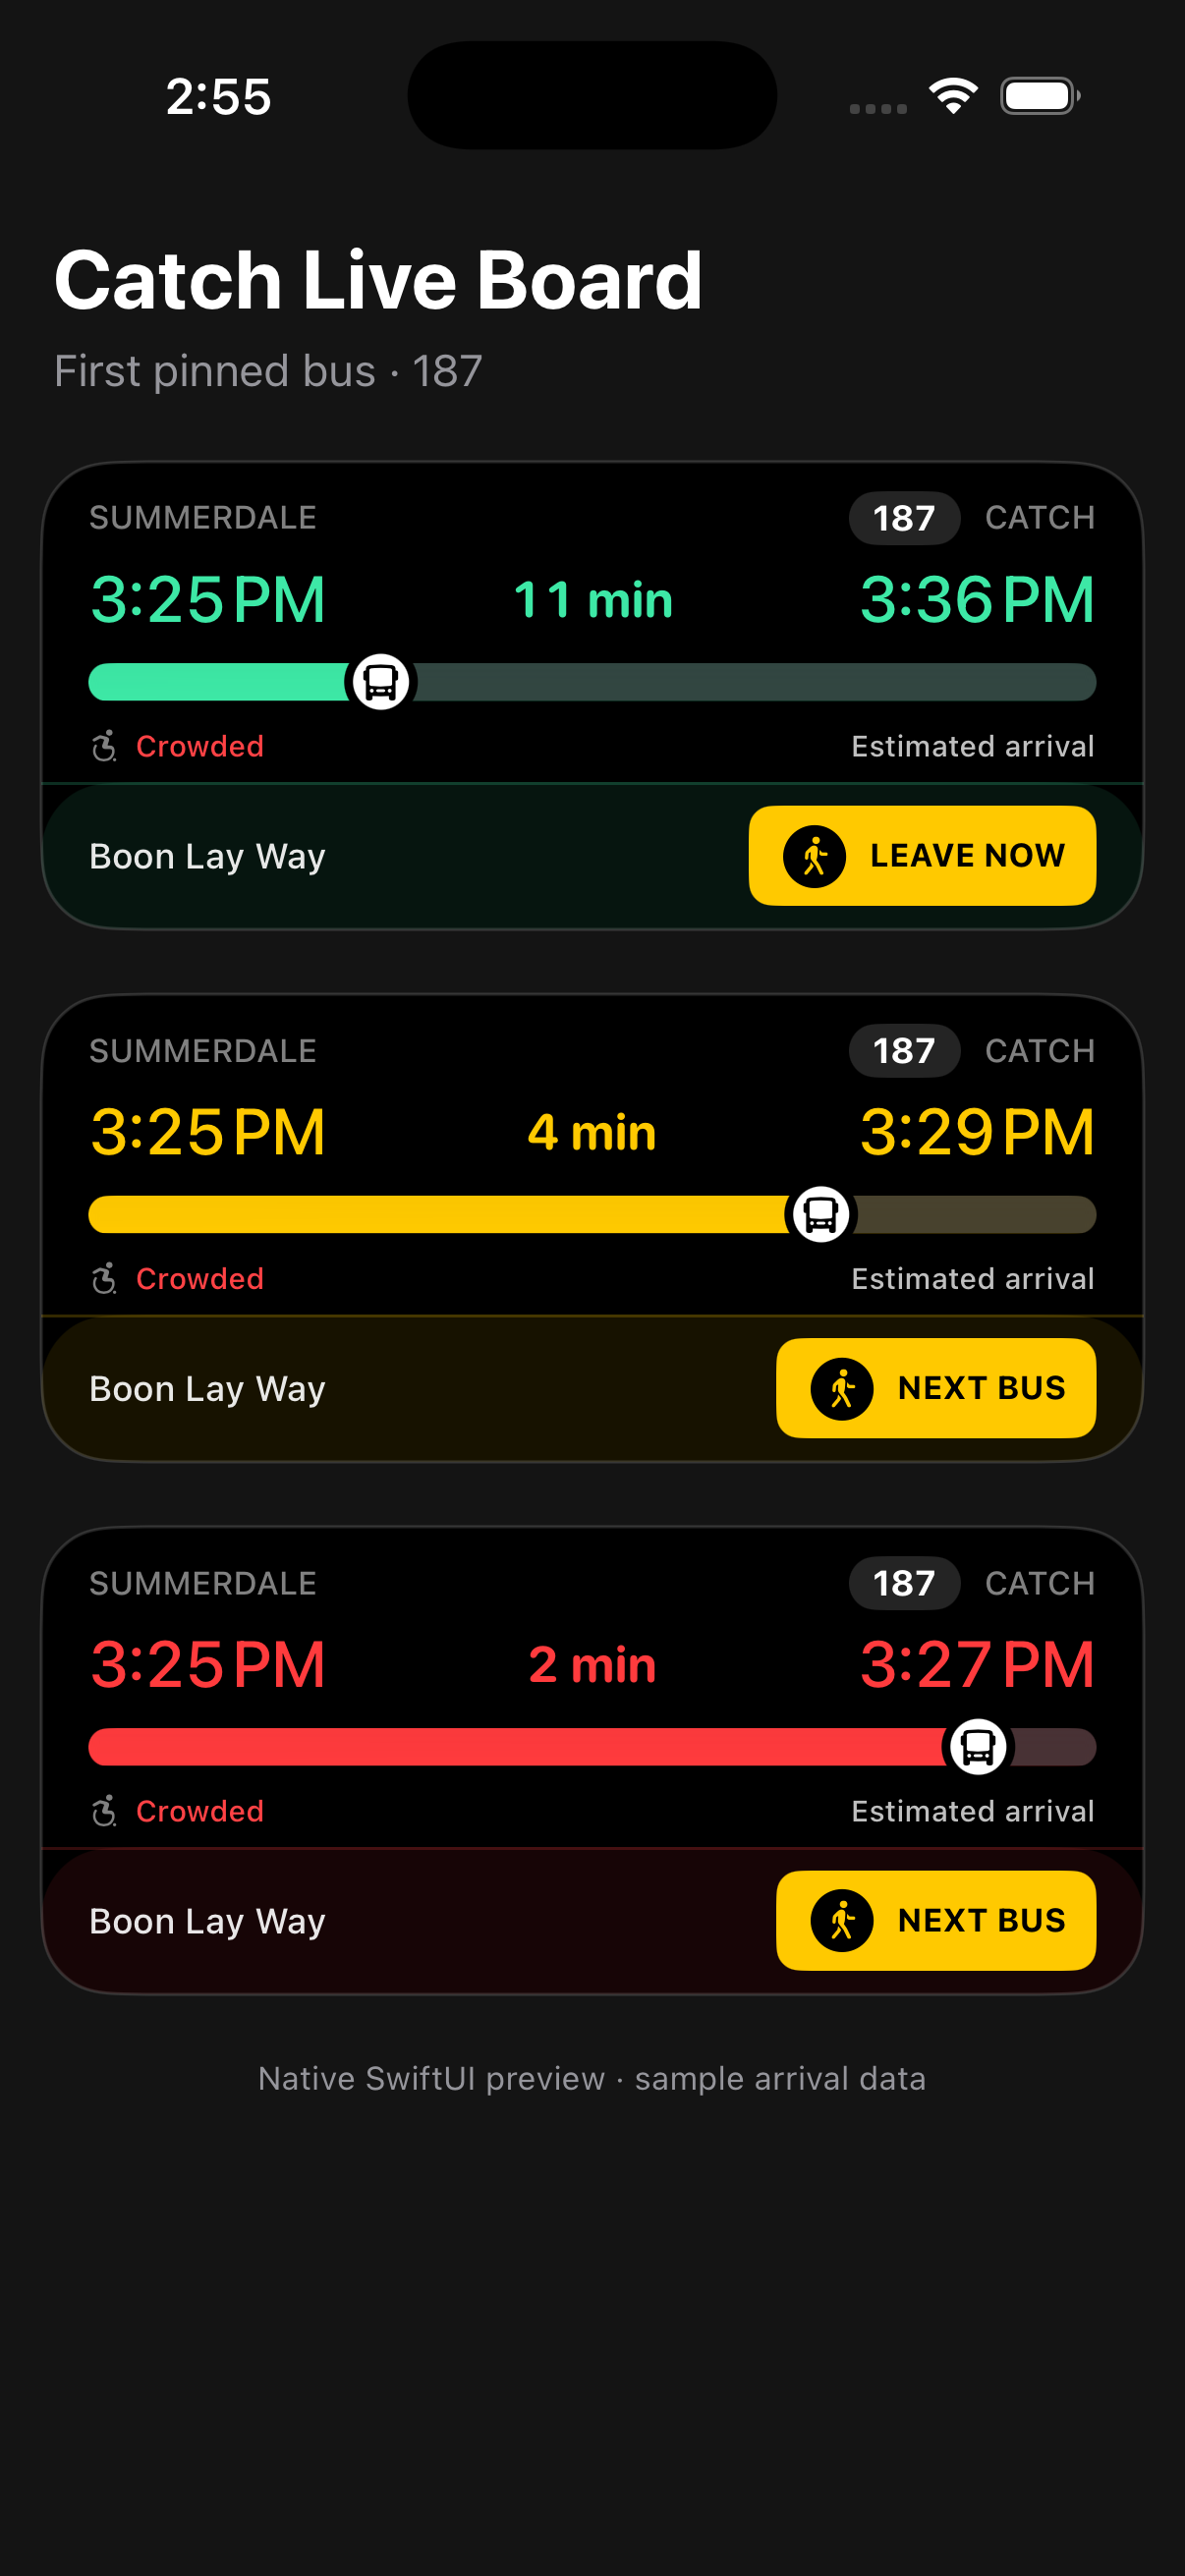 2:55
Catch Live Board
First pinned bus · 187
SUMMERDALE 187 CATCH
3:25 PM 11 min 3:36 PM
Crowded Estimated arrival
Boon Lay Way LEAVE NOW
SUMMERDALE 187 CATCH
3:25 PM 4 min 3:29 PM
Crowded Estimated arrival
Boon Lay Way NEXT BUS
SUMMERDALE 187 CATCH
3:25 PM 2 min 3:27 PM
Crowded Estimated arrival
Boon Lay Way NEXT BUS
Native SwiftUI preview · sample arrival data